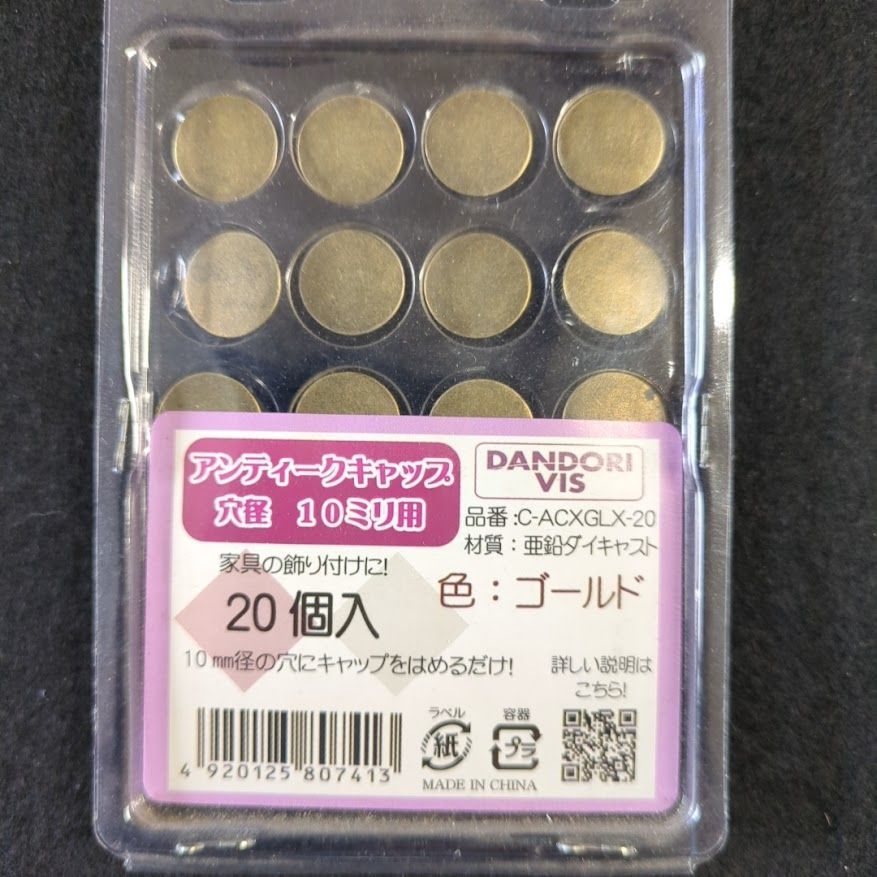 アンティークキャップ
穴径 10ミリ用
DANDORI
VIS
品番:C-ACXGLX-20
材質:亜鉛ダイキャスト
家具の飾り付けに!
色:ゴールド
20個入
10mm径の穴にキャップをはめるだけ!
詳しい説明は
こちら!
ラベル
紙
容器
プラ
4 920125 807413
MADE IN CHINA